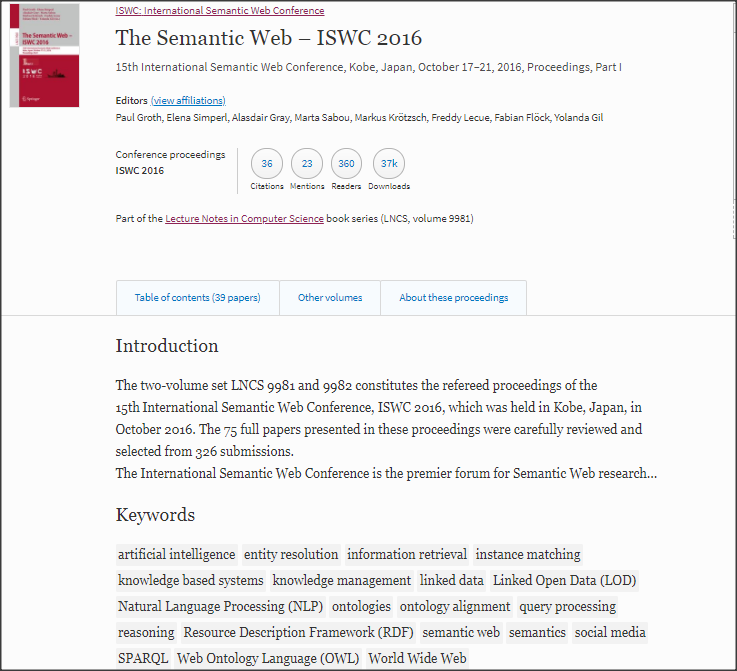 ISWC: International Semantic Web Conference
The Semantic Web – ISWC 2016
15th International Semantic Web Conference, Kobe, Japan, October 17–21, 2016, Proceedings, Part I
Editors (view affiliations)
Paul Groth, Elena Simperl, Alasdair Gray, Marta Sabou, Markus Krötzsch, Freddy Lecue, Fabian Flöck, Yolanda Gil
The Semantic Web –
ISWC 2016
Springer
Conference proceedings
ISWC 2016
36 23 360 37k
Citations Mentions Readers Downloads
Part of the Lecture Notes in Computer Science book series (LNCS, volume 9981)
Table of contents (39 papers) Other volumes About these proceedings
Introduction
The two-volume set LNCS 9981 and 9982 constitutes the refereed proceedings of the
15th International Semantic Web Conference, ISWC 2016, which was held in Kobe, Japan, in
October 2016. The 75 full papers presented in these proceedings were carefully reviewed and
selected from 326 submissions.
The International Semantic Web Conference is the premier forum for Semantic Web research...
Keywords
artificial intelligence entity resolution information retrieval instance matching
knowledge based systems knowledge management linked data Linked Open Data (LOD)
Natural Language Processing (NLP) ontologies ontology alignment query processing
reasoning Resource Description Framework (RDF) semantic web semantics social media
SPARQL Web Ontology Language (OWL) World Wide Web